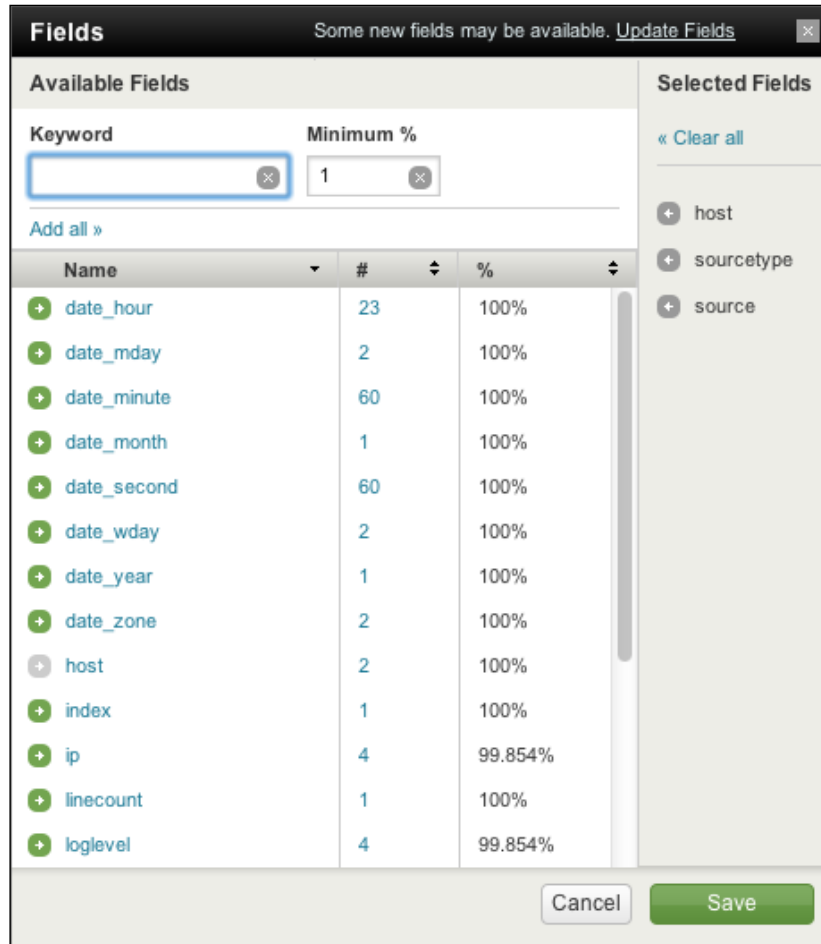 Fields Some new fields may be available. Update Fields
Available Fields
Selected Fields
Keyword Minimum %
« Clear all
1
Add all »
host
sourcetype
source
Name # %
date_hour 23 100%
date_mday 2 100%
date_minute 60 100%
date_month 1 100%
date_second 60 100%
date_wday 2 100%
date_year 1 100%
date_zone 2 100%
host 2 100%
index 1 100%
ip 4 99.854%
linecount 1 100%
loglevel 4 99.854%
Cancel Save